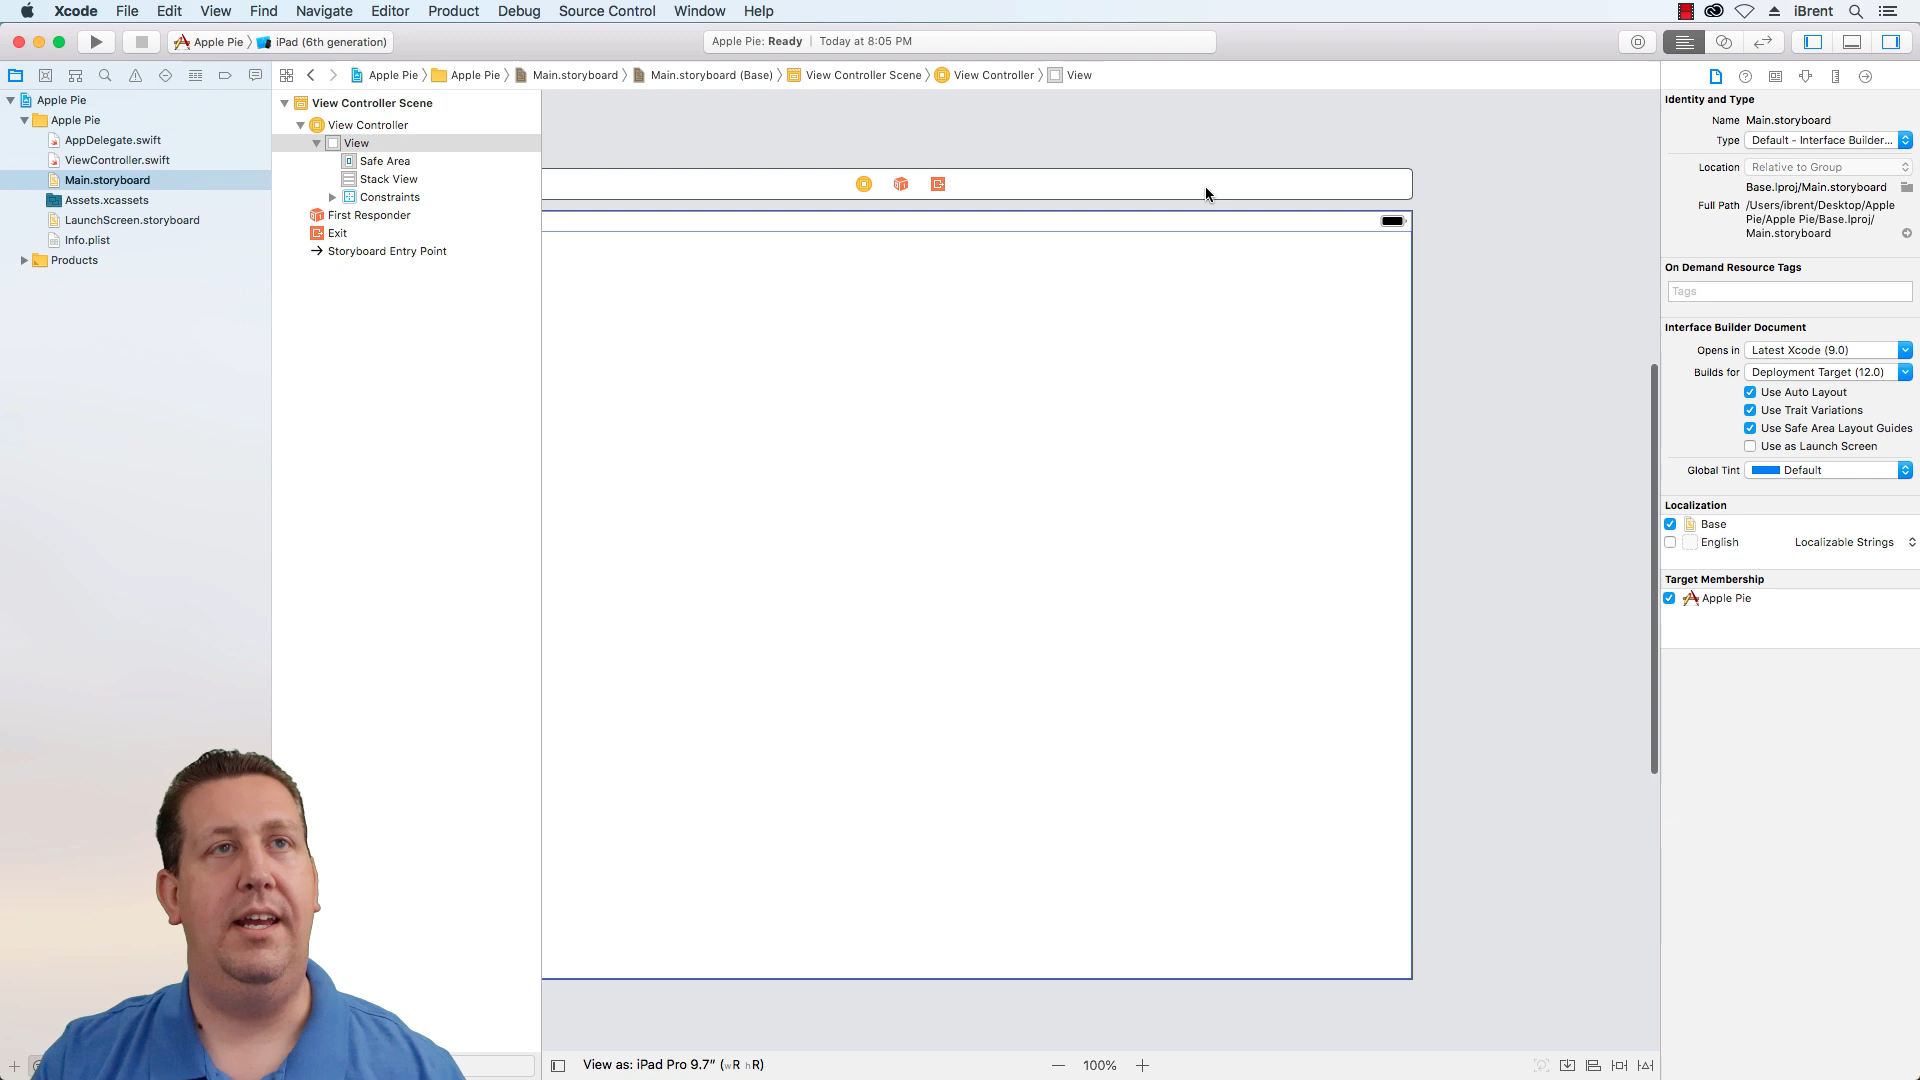 Xcode File Edit View Find Navigate Editor Product Debug Source Control Window Help iBrent
Apple Pie iPad (6th generation) Apple Pie: Ready Today at 8:05 PM
Apple Pie Apple Pie Main.storyboard Main.storyboard (Base) View Controller Scene View Controller View
Apple Pie
Apple Pie
AppDelegate.swift
ViewController.swift
Main.storyboard
Assets.xcassets
LaunchScreen.storyboard
Info.plist
Products
View Controller Scene
View Controller
View
Safe Area
Stack View
Constraints
First Responder
Exit
Storyboard Entry Point
View as: iPad Pro 9.7" (wR hR)
100%
Identity and Type
Name Main.storyboard
Type Default - Interface Builder...
Location Relative to Group
Base.lproj/Main.storyboard
Full Path /Users/ibrent/Desktop/Apple
Pie/Apple Pie/Base.lproj/
Main.storyboard
On Demand Resource Tags
Tags
Interface Builder Document
Opens in Latest Xcode (9.0)
Builds for Deployment Target (12.0)
Use Auto Layout
Use Trait Variations
Use Safe Area Layout Guides
Use as Launch Screen
Global Tint Default
Localization
Base
English Localizable Strings
Target Membership
Apple Pie